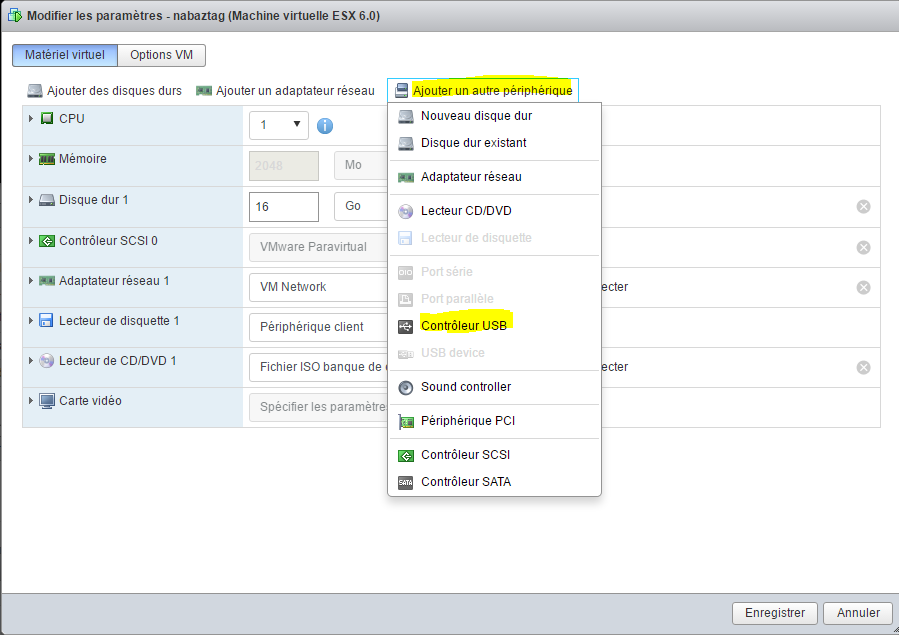 Modifier les paramètres - nabaztag (Machine virtuelle ESX 6.0)
Matériel virtuel
Options VM
Ajouter des disques durs
Ajouter un adaptateur réseau
Ajouter un autre périphérique
CPU
1
Mémoire
2048
Mo
Disque dur 1
16
Go
Contrôleur SCSI 0
VMware Paravirtual
Adaptateur réseau 1
VM Network
ecter
Lecteur de disquette 1
Périphérique client
Lecteur de CD/DVD 1
Fichier ISO banque de
ecter
Carte vidéo
Spécifier les paramètres
Nouveau disque dur
Disque dur existant
Adaptateur réseau
Lecteur CD/DVD
Lecteur de disquette
Port série
Port parallèle
Contrôleur USB
USB device
Sound controller
Périphérique PCI
Contrôleur SCSI
SATA
Contrôleur SATA
Enregistrer
Annuler